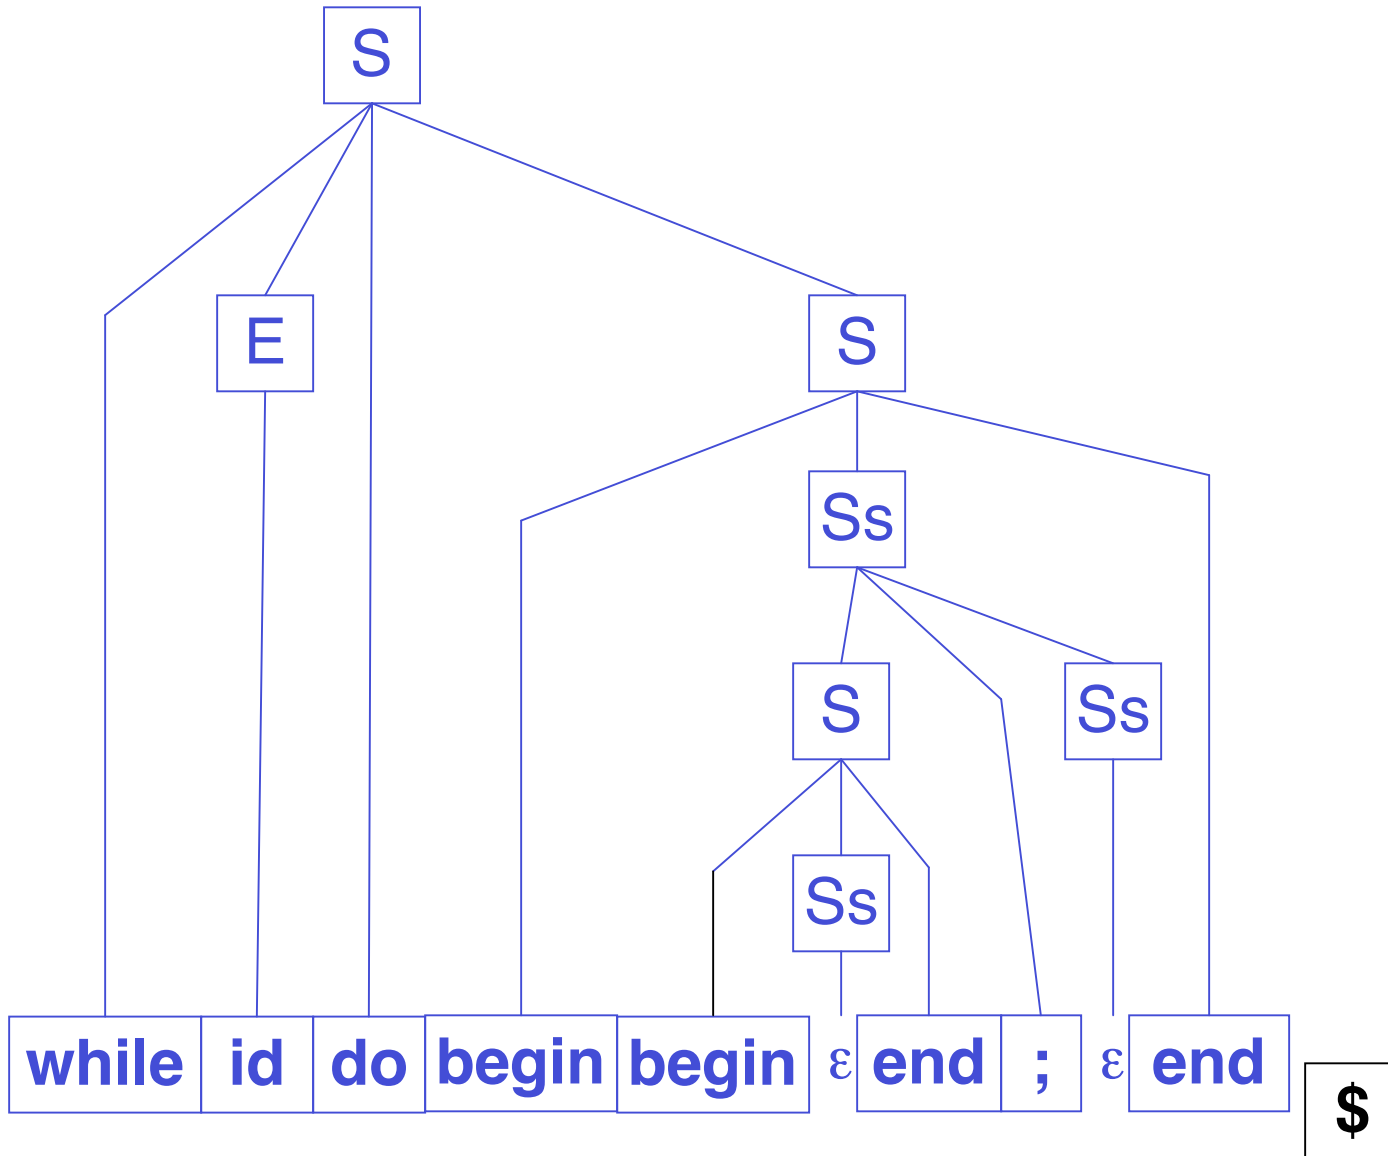 S
E S
Ss
S Ss
Ss
while id do begin begin ε end ; ε end
$